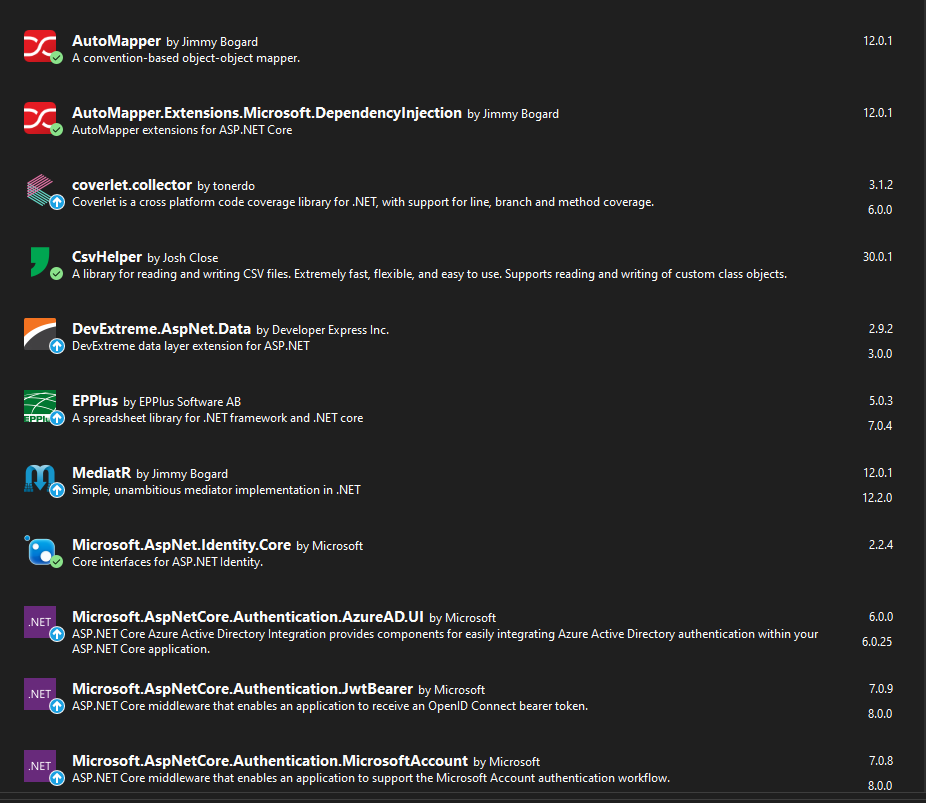 AutoMapper by Jimmy Bogard 12.0.1
A convention-based object-object mapper.
AutoMapper.Extensions.Microsoft.DependencyInjection by Jimmy Bogard 12.0.1
AutoMapper extensions for ASP.NET Core
coverlet.collector by tonerdo 3.1.2
Coverlet is a cross platform code coverage library for .NET, with support for line, branch and method coverage.
6.0.0
CsvHelper by Josh Close 30.0.1
A library for reading and writing CSV files. Extremely fast, flexible, and easy to use. Supports reading and writing of custom class objects.
DevExtreme.AspNet.Data by Developer Express Inc. 2.9.2
DevExtreme data layer extension for ASP.NET
3.0.0
EPPlus by EPPlus Software AB 5.0.3
A spreadsheet library for .NET framework and .NET core
EPPlus 7.0.4
MediatR by Jimmy Bogard 12.0.1
Simple, unambitious mediator implementation in .NET
12.2.0
Microsoft.AspNet.Identity.Core by Microsoft 2.2.4
Core interfaces for ASP.NET Identity.
.NET Microsoft.AspNetCore.Authentication.AzureAD.UI by Microsoft 6.0.0
ASP.NET Core Azure Active Directory Integration provides components for easily integrating Azure Active Directory authentication within your
ASP.NET Core application. 6.0.25
.NET Microsoft.AspNetCore.Authentication.JwtBearer by Microsoft 7.0.9
ASP.NET Core middleware that enables an application to receive an OpenID Connect bearer token.
8.0.0
.NET Microsoft.AspNetCore.Authentication.MicrosoftAccount by Microsoft 7.0.8
ASP.NET Core middleware that enables an application to support the Microsoft Account authentication workflow.
8.0.0